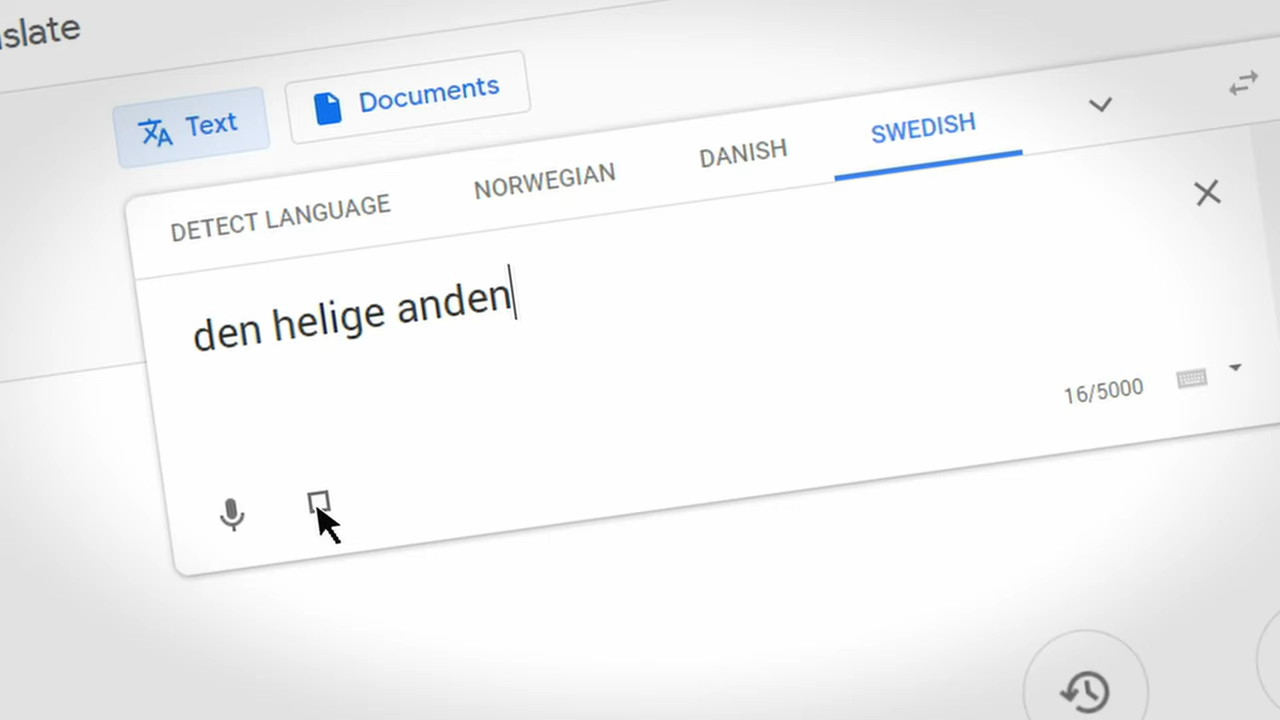 slate
Text
Documents
DETECT LANGUAGE
NORWEGIAN
DANISH
SWEDISH
den helige anden
16/5000